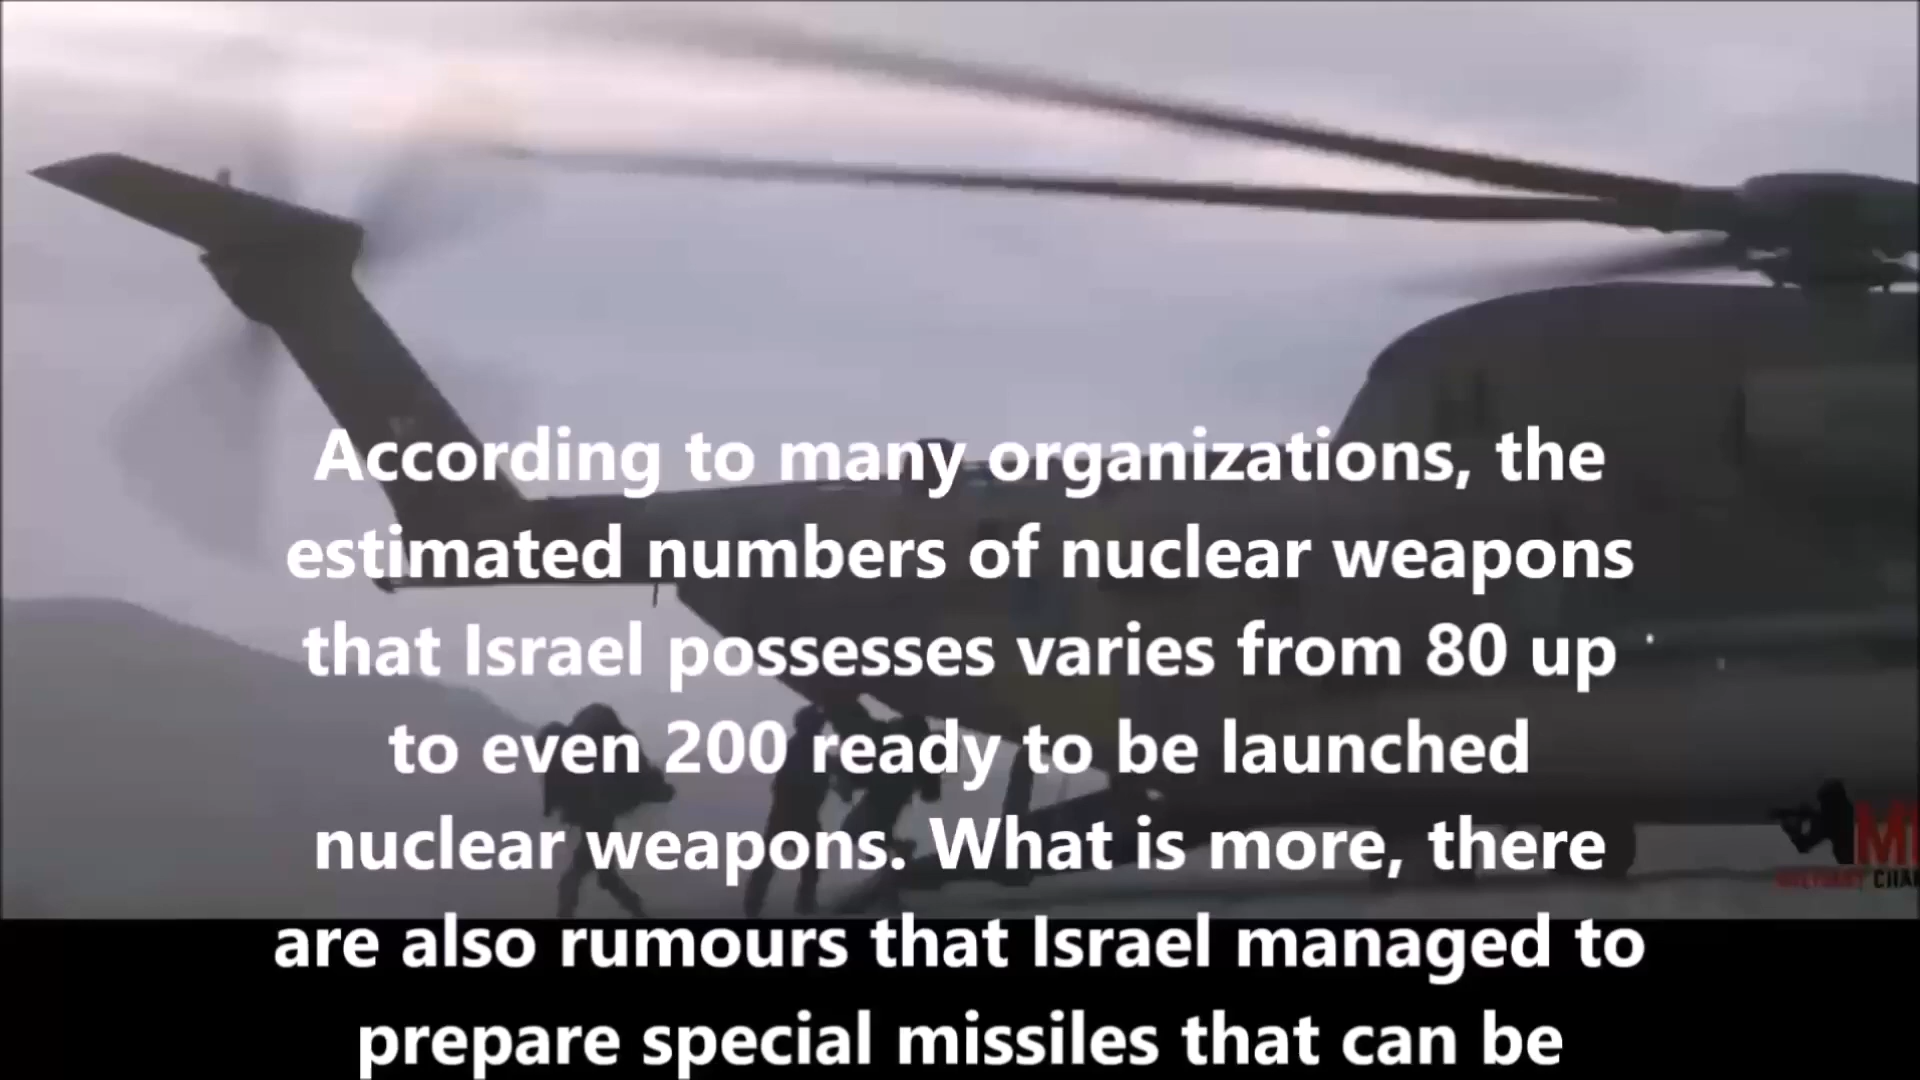 According to many organizations, the
estimated numbers of nuclear weapons
that Israel possesses varies from 80 up
to even 200 ready to be launched
nuclear weapons. What is more, there
are also rumours that Israel managed to
prepare special missiles that can be